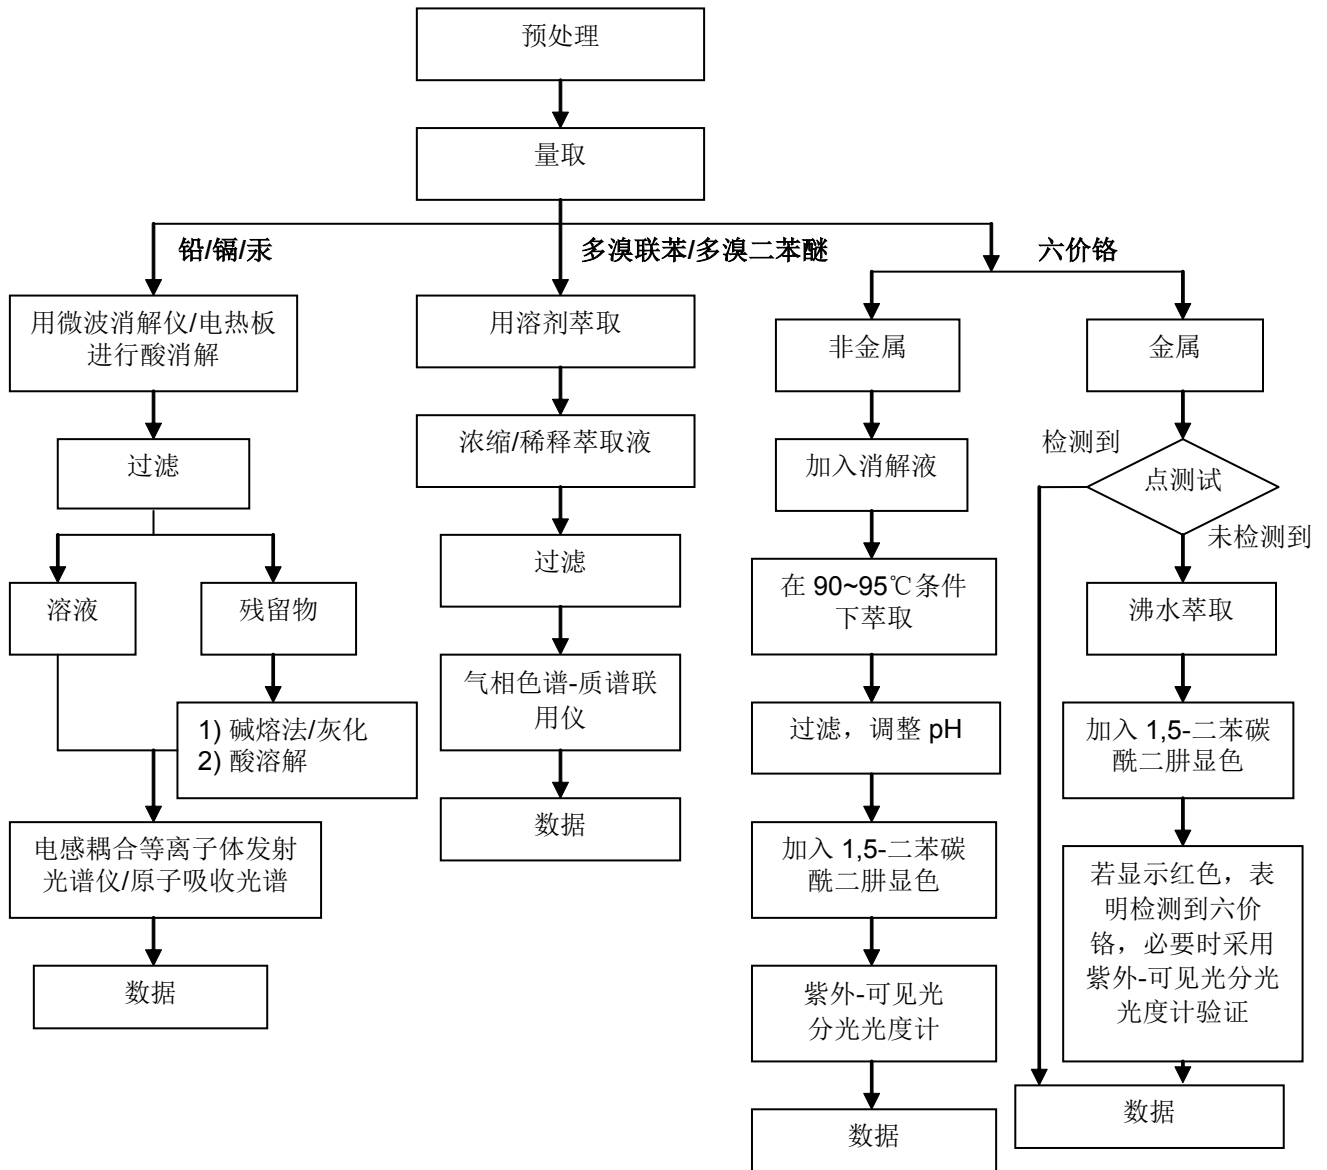 预处理
量取
铅/镉/汞
多溴联苯/多溴二苯醚
六价铬
用微波消解仪/电热板
进行酸消解
过滤
溶液
残留物
1) 碱熔法/灰化
2) 酸溶解
电感耦合等离子体发射
光谱仪/原子吸收光谱
数据
用溶剂萃取
浓缩/稀释萃取液
过滤
气相色谱-质谱联
用仪
数据
非金属
加入消解液
在 90~95℃条件
下萃取
过滤，调整 pH
加入 1,5-二苯碳
酰二肼显色
紫外-可见光
分光光度计
数据
金属
检测到
点测试
未检测到
沸水萃取
加入 1,5-二苯碳
酰二肼显色
若显示红色，表
明检测到六价
铬，必要时采用
紫外-可见光分光
光度计验证
数据